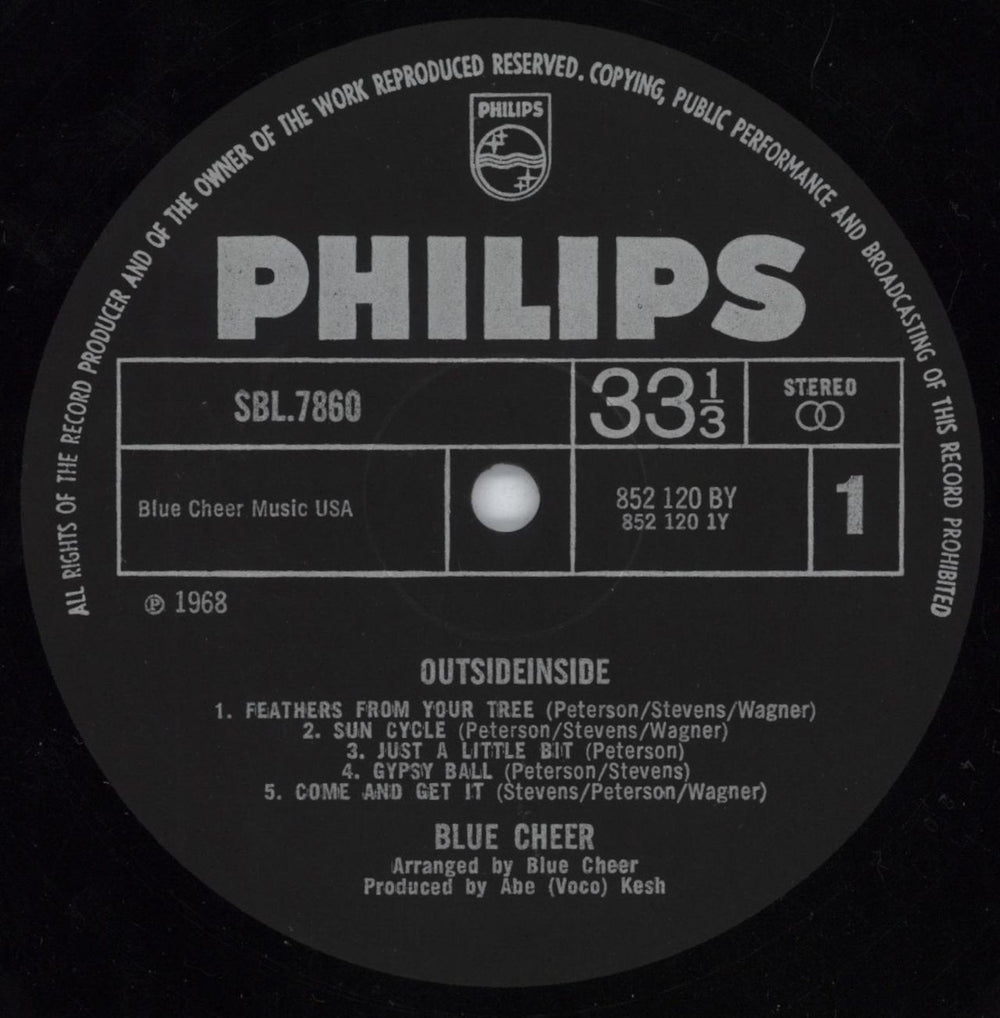 ALL RIGHTS OF THE RECORD PRODUCER AND OF THE OWNER OF THE WORK REPRODUCED RESERVED. COPYING, PUBLIC PERFORMANCE AND BROADCASTING OF THIS RECORD PROHIBITED
PHILIPS
PHILIPS
SBL.7860
33 1/3
STEREO
Blue Cheer Music USA
852 120 BY
852 120 1Y
1
℗ 1968
OUTSIDEINSIDE
1. FEATHERS FROM YOUR TREE (Peterson/Stevens/Wagner)
2. SUN CYCLE (Peterson/Stevens/Wagner)
3. JUST A LITTLE BIT (Peterson)
4. GYPSY BALL (Peterson/Stevens)
5. COME AND GET IT (Stevens/Peterson/Wagner)
BLUE CHEER
Arranged by Blue Cheer
Produced by Abe (Voco) Kesh